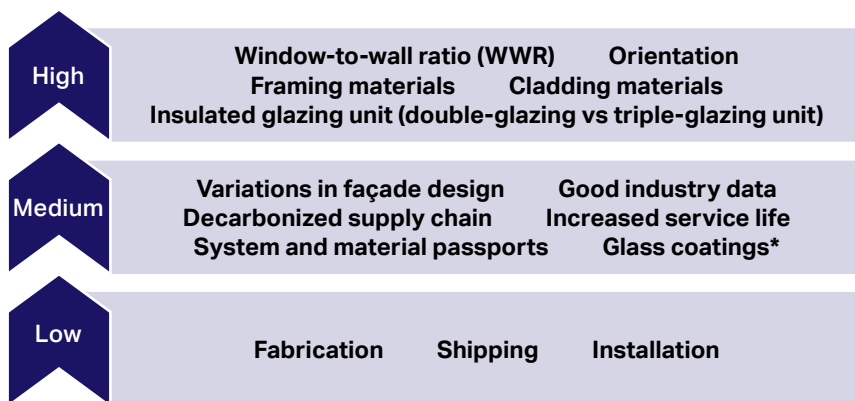 High
Window-to-wall ratio (WWR) Orientation
Framing materials Cladding materials
Insulated glazing unit (double-glazing vs triple-glazing unit)
Medium
Variations in façade design Good industry data
Decarbonized supply chain Increased service life
System and material passports Glass coatings*
Low
Fabrication Shipping Installation